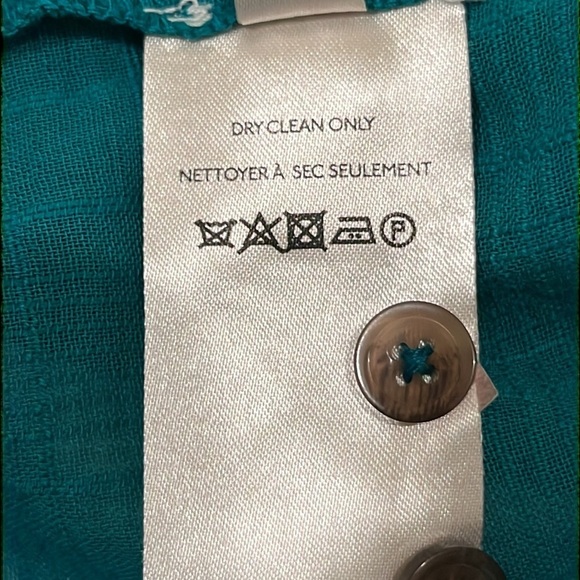 DRY CLEAN ONLY
NETTOYER À SEC SEULEMENT
P